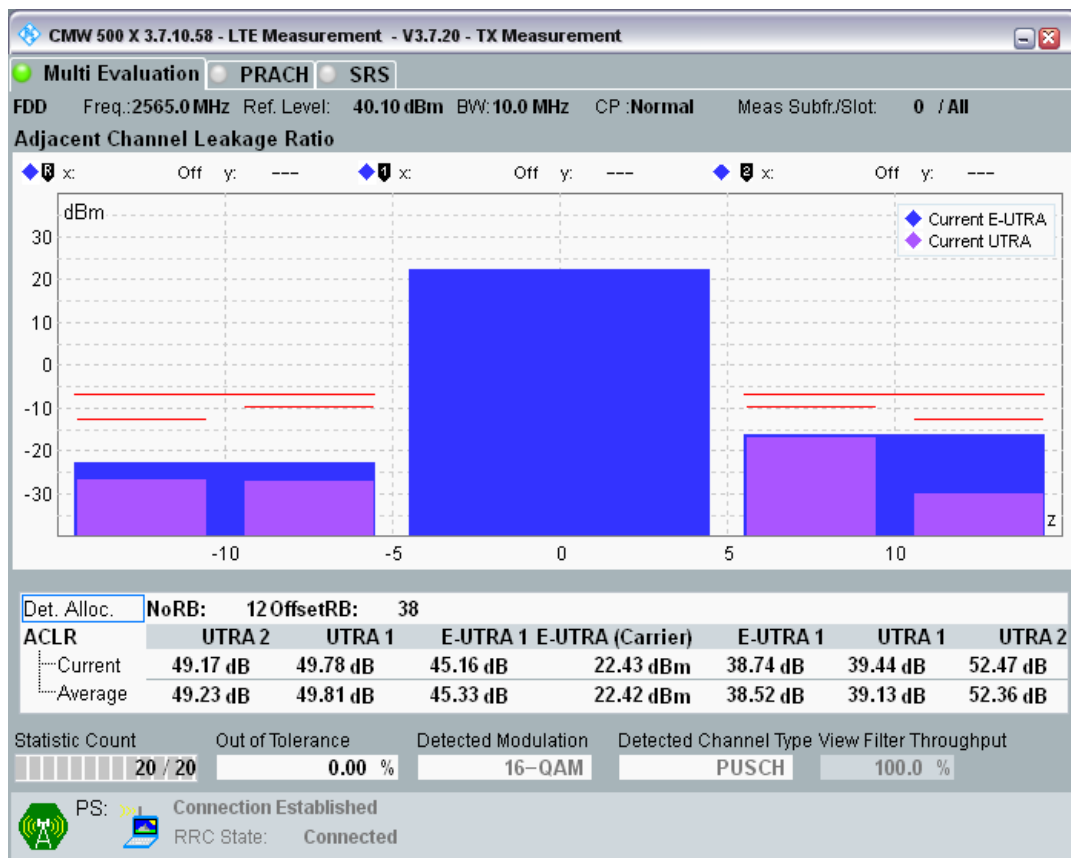 CMW 500 X 3.7.10.58 - LTE Measurement - V3.7.20 - TX Measurement
Multi Evaluation PRACH SRS
FDD Freg.:2565.0 MHz Ref. Level: 40.10 dBm BW: 10.0 MHz CP :Normal Meas Subfr./Slot: 0 / All
Adjacent Channel Leakage Ratio
R x: Off y: --- 1 x: Off y: --- 2 x: Off y: ---
dBm
Current E-UTRA
Current UTRA
30
20
10
0
-10
-20
-30
z
-10 -5 0 5 10
Det. Alloc. NoRB: 12 OffsetRB: 38
ACLR UTRA 2 UTRA 1 E-UTRA 1 E-UTRA (Carrier) E-UTRA 1 UTRA 1 UTRA 2
Current 49.17 dB 49.78 dB 45.16 dB 22.43 dBm 38.74 dB 39.44 dB 52.47 dB
Average 49.23 dB 49.81 dB 45.33 dB 22.42 dBm 38.52 dB 39.13 dB 52.36 dB
Statistic Count Out of Tolerance Detected Modulation Detected Channel Type View Filter Throughput
20 / 20 0.00 % 16-QAM PUSCH 100.0 %
PS: Connection Established
RRC State: Connected